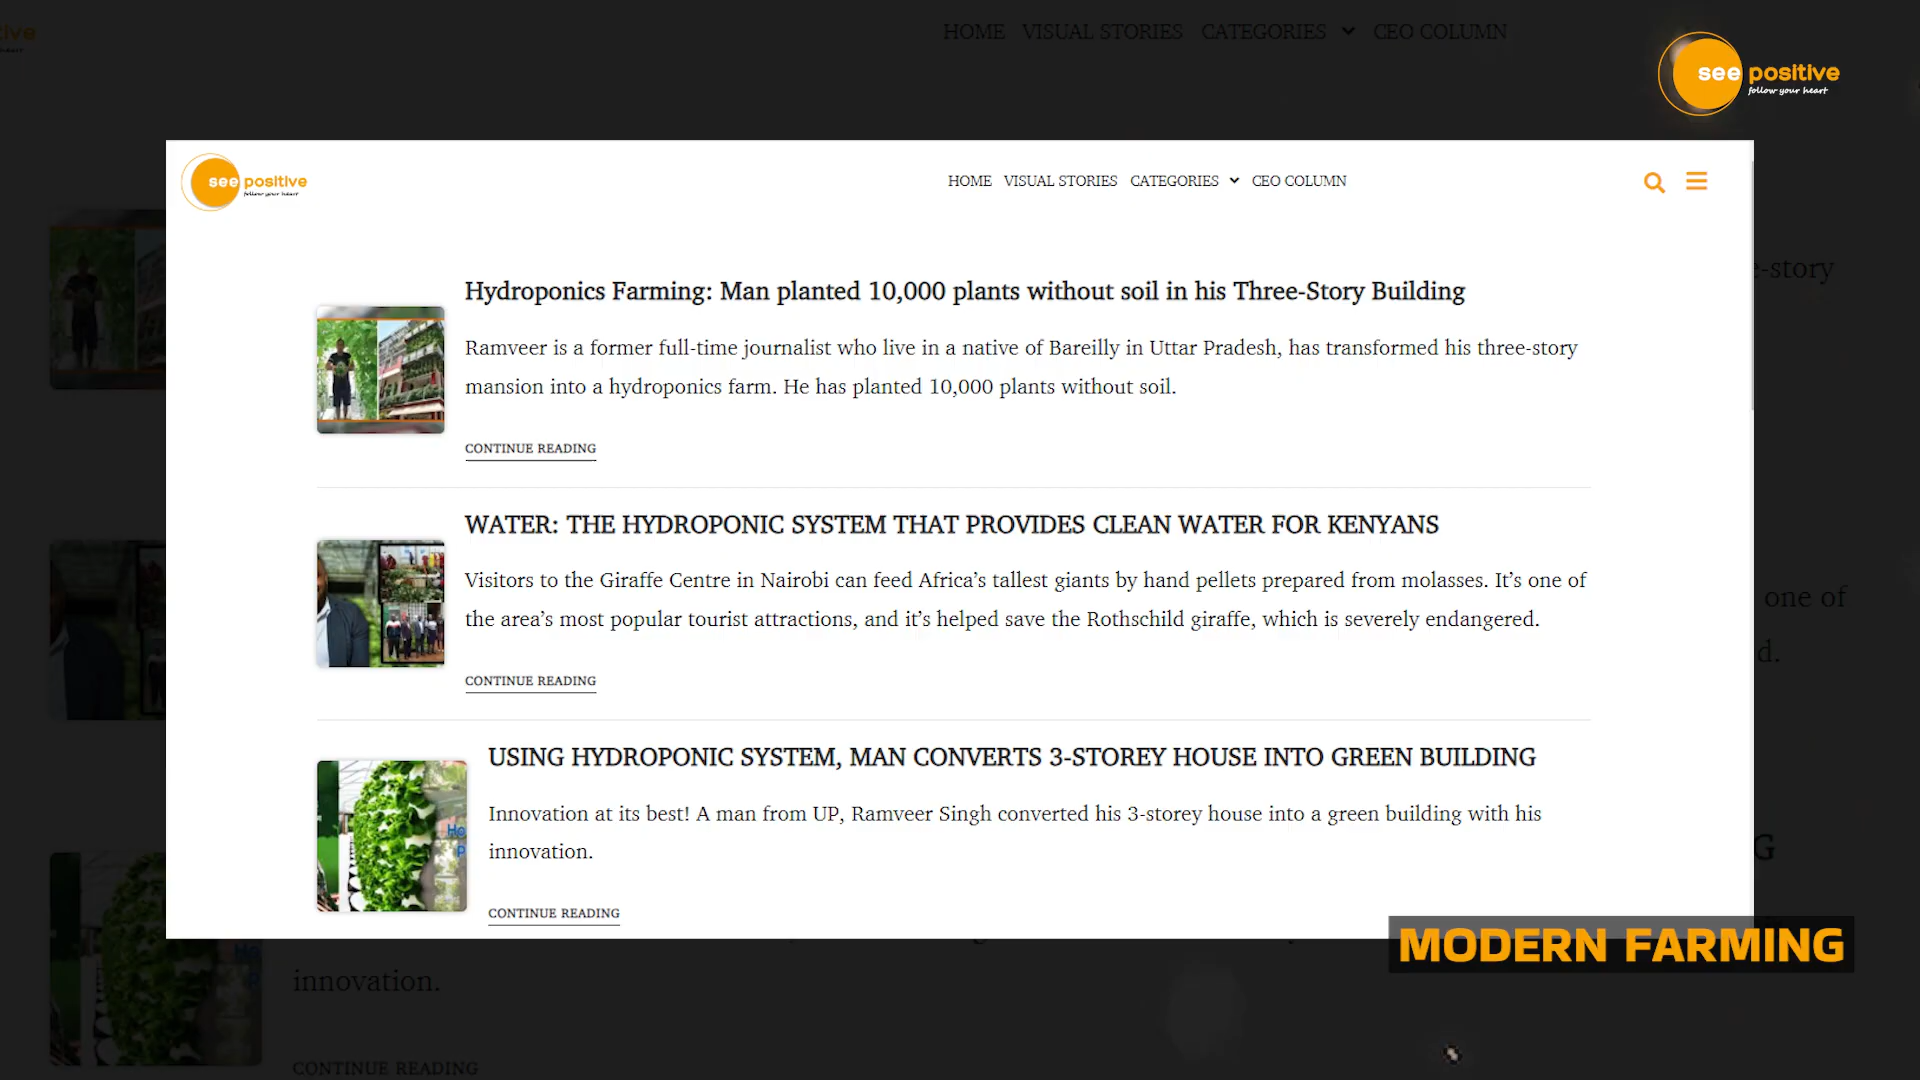 HOME VISUAL STORIES CATEGORIES CEO COLUMN
see positive
follow your heart
see positive
follow your heart
HOME VISUAL STORIES CATEGORIES CEO COLUMN
Hydroponics Farming: Man planted 10,000 plants without soil in his Three-Story Building
Ramveer is a former full-time journalist who live in a native of Bareilly in Uttar Pradesh, has transformed his three-story
mansion into a hydroponics farm. He has planted 10,000 plants without soil.
CONTINUE READING
WATER: THE HYDROPONIC SYSTEM THAT PROVIDES CLEAN WATER FOR KENYANS
Visitors to the Giraffe Centre in Nairobi can feed Africa’s tallest giants by hand pellets prepared from molasses. It’s one of
the area’s most popular tourist attractions, and it’s helped save the Rothschild giraffe, which is severely endangered.
CONTINUE READING
USING HYDROPONIC SYSTEM, MAN CONVERTS 3-STOREY HOUSE INTO GREEN BUILDING
Innovation at its best! A man from UP, Ramveer Singh converted his 3-storey house into a green building with his
innovation.
CONTINUE READING
MODERN FARMING
e-story
one of
d.
G
innovation.
CONTINUE READING